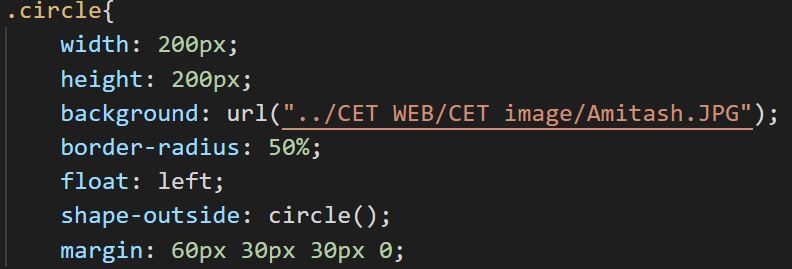 .circle{
    width: 200px;
    height: 200px;
    background: url("../CET WEB/CET image/Amitash.JPG");
    border-radius: 50%;
    float: left;
    shape-outside: circle();
    margin: 60px 30px 30px 0;